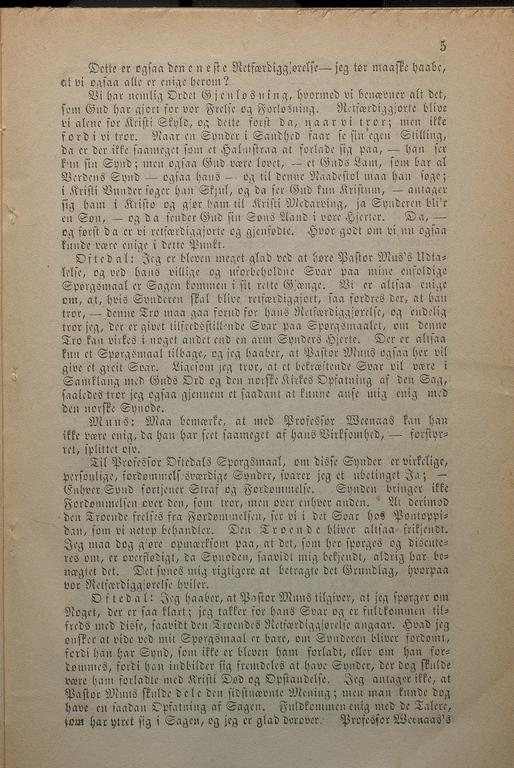 5
Dette er ogsaa den eneste Retfærdiggjørelse— jeg tør maaske haabe,
at vi ogsaa alle er enige herom?
Vi har nemlig Ordet Gjenløsning, hvormed vi benævner alt det,
som Gud har gjort for vor Frelse og Forløsning. Retfærdiggjorte blive
vi alene for Kristi Skyld, og dette først da, naar vi tror; men ikke
fordi vi tror. Naar en Synder i Sandhed faar se sin egen Stilling,
da er der ikke saameget som et Halmstraa at forlade sig paa, — han ser
kun sin Synd; men ogsaa Gud være lovet, — et Guds Lam, som bar al
Verdens Synd — ogsaa hans — og til denne Naadestol maa han søge;
i Kristi Vunder søger han Skjul, og da ser Gud kun Kristum, — antager
sig ham i Kristo og gjør ham til Kristi Medarving, ja Synderen bli'r
en Søn, — og da sender Gud sin Søns Aand i vore Hjerter. Da, —
og først da er vi retfærdiggjorte og gjenfødte. Hvor godt om vi nu ogsaa
kunde være enige i dette Punkt.
Oftedal: Jeg er bleven meget glad ved at høre Pastor Mus's Udta-
lelse, og ved hans villige og uforbeholdne Svar paa mine enfoldige
Spørgsmaal er Sagen kommen i sit rette Gjænge. Vi er altsaa enige
om, at, hvis Synderen skal blive retfærdiggjort, saa fordres der, at han
tror, — denne Tro maa gaa forud for hans Retfærdiggjørelse, og endelig
tror jeg, der er givet tilfredsstillende Svar paa Spørgsmaalet, om denne
Tro kan virkes i noget andet end en arm Synders Hjerte. Der er altsaa
kun et Spørgsmaal tilbage, og jeg haaber, at Pastor Muus ogsaa her vil
give et greit Svar. Ligesom jeg tror, at et bekræftende Svar vil være i
Samklang med Guds Ord og den norske Kirkes Opfatning af den Sag,
saaledes tror jeg ogsaa gjennem et saadant at kunne anse mig enig med
den norske Synode.
Muus: Maa bemærke, at med Professor Weenaas kan han
ikke være enig, da han har seet saameget af hans Virksomhed, — forstyr-
ret, splittet osv.
Til Professor Oftedals Spørgsmaal, om disse Synder er virkelige,
personlige, fordømmelsesværdige Synder, svarer jeg et ubetinget Ja; —
Enhver Synd fortjener Straf og Fordømmelse. Synden bringer ikke
Fordømmelsen over den, som tror, men over enhver anden. At derimod
den Troende frelses fra Fordømmelsen, ser vi i det Svar hos Pontoppi-
dan, som vi netop behandler. Den Troende bliver altsaa frikjendt.
Jeg maa dog gjøre opmærksom paa, at det, som her spørges og diskute-
res om, er overflødigt, da Synoden, saavidt mig bekjendt, aldrig har be-
nægtet det. Det synes mig rigtigere at betragte det Grundlag, hvorpaa
vor Retfærdiggjørelse hviler.
Oftedal: Jeg haaber, at Pastor Muus tilgiver, at jeg spørger om
Noget, der er saa klart; jeg takker for hans Svar og er fuldkommen til-
freds med disse, saavidt den Troendes Retfærdiggjørelse angaar. Hvad jeg
ønsker at vide ved mit Spørgsmaal er bare, om Synderen bliver fordømt,
fordi han har Synd, som ikke er bleven ham forladt, eller om han for-
dømmes, fordi han indbilder sig fremdeles at have Synder, der dog skulde
være ham forladte med Kristi Død og Opstandelse. Jeg antager ikke, at
Pastor Muus skulde dele den sidstnævnte Mening; men man kunde dog
have en saadan Opfatning af Sagen. Fuldkommen enig med de Talere,
som har ytret sig i Sagen, og jeg er glad derover. Professor Weenaas's